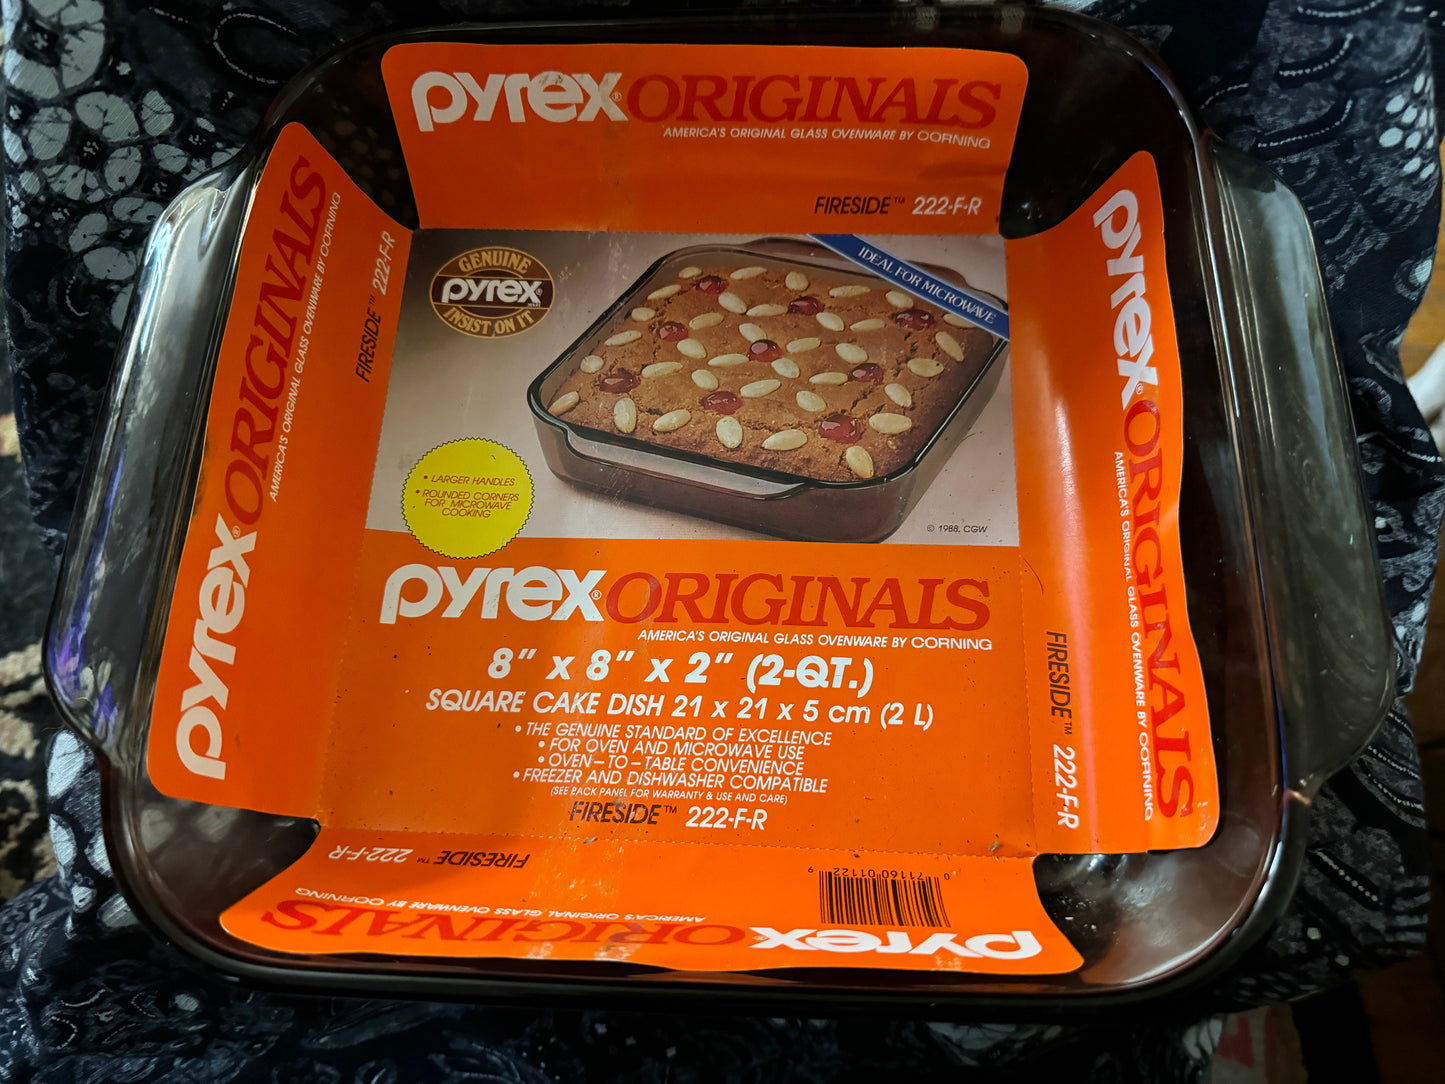 pyrex® ORIGINALS
AMERICA'S ORIGINAL GLASS OVENWARE BY CORNING
FIRESIDE™ 222-F-R
pyrex® ORIGINALS
AMERICA'S ORIGINAL GLASS OVENWARE BY CORNING
FIRESIDE™ 222-F-R
GENUINE
pyrex
INSIST ON IT
IDEAL FOR MICROWAVE
• LARGER HANDLES
• ROUNDED CORNERS
FOR MICROWAVE
COOKING
© 1988, CGW
pyrex® ORIGINALS
AMERICA'S ORIGINAL GLASS OVENWARE BY CORNING
8" x 8" x 2" (2-QT.)
SQUARE CAKE DISH 21 x 21 x 5 cm (2 L)
• THE GENUINE STANDARD OF EXCELLENCE
• FOR OVEN AND MICROWAVE USE
• OVEN-TO-TABLE CONVENIENCE
• FREEZER AND DISHWASHER COMPATIBLE
(SEE BACK PANEL FOR WARRANTY & USE AND CARE)
FIRESIDE™ 222-F-R
pyrex® ORIGINALS
AMERICA'S ORIGINAL GLASS OVENWARE BY CORNING
FIRESIDE™ 222-F-R
pyrex ORIGINALS
AMERICA'S ORIGINAL GLASS OVENWARE BY CORNING
FIRESIDE™ 222-F-R
0 71160 01122 9